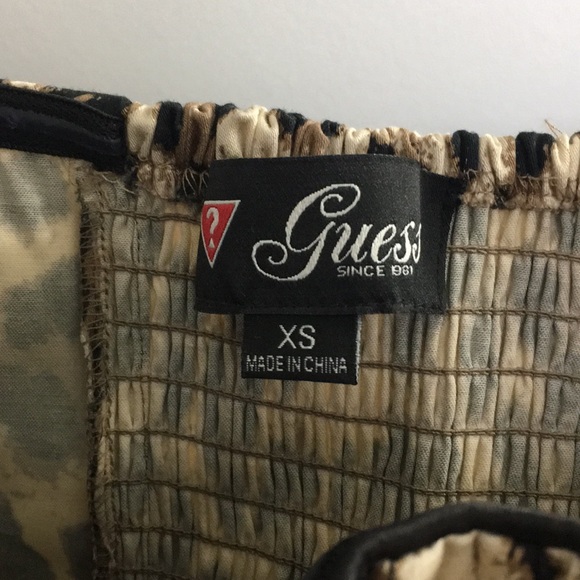 ?
Guess
SINCE 1981
XS
MADE IN CHINA